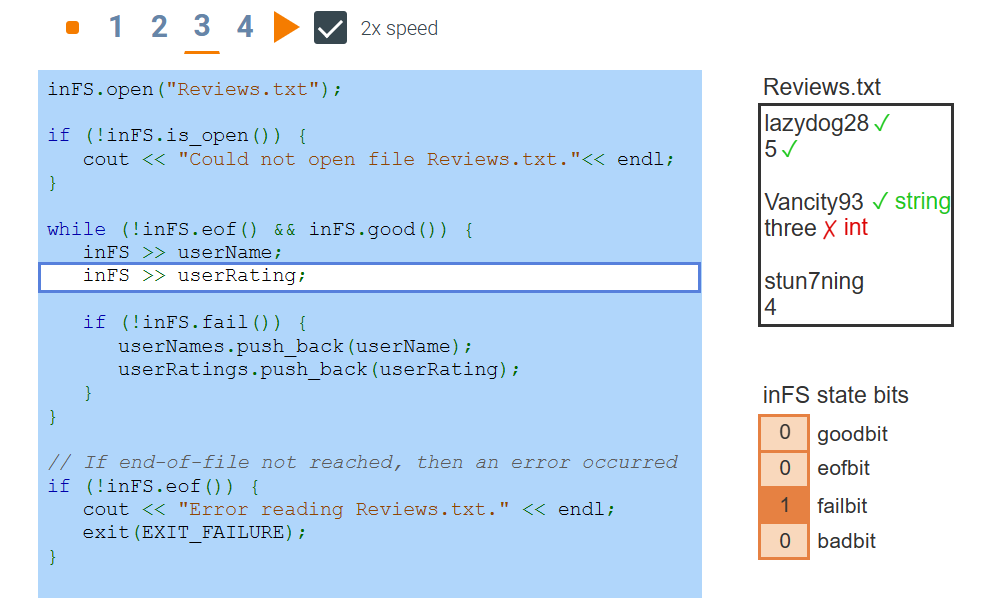 1 2 3 4 2x speed
inFS.open("Reviews.txt");
if (!inFS.is_open()) {
cout << "Could not open file Reviews.txt."<< endl;
}
while (!inFS.eof() && inFS.good()) {
inFS >> userName;
inFS >> userRating;
if (!inFS.fail()) {
userNames.push_back(userName);
userRatings.push_back(userRating);
}
}
// If end-of-file not reached, then an error occurred
if (!inFS.eof()) {
cout << "Error reading Reviews.txt." << endl;
exit(EXIT_FAILURE);
}
Reviews.txt
lazydog28 ✓
5 ✓
Vancity93 ✓ string
three ✗ int
stun7ning
4
inFS state bits
0 goodbit
0 eofbit
1 failbit
0 badbit